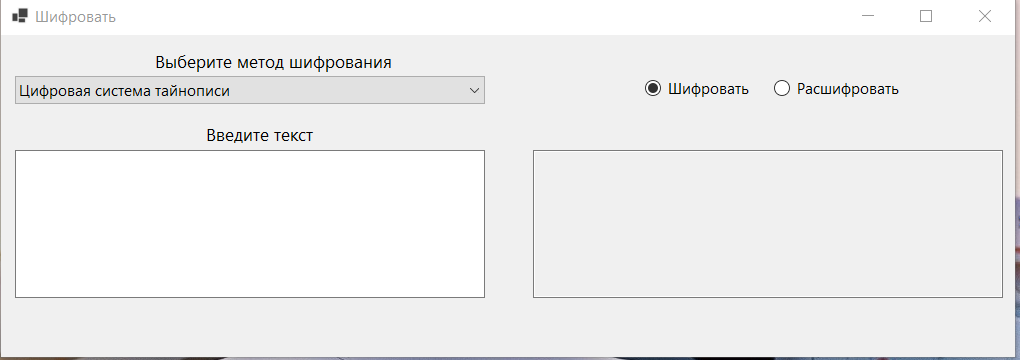 Шифровать
Выберите метод шифрования
Цифровая система тайнописи
Шифровать
Расшифровать
Введите текст